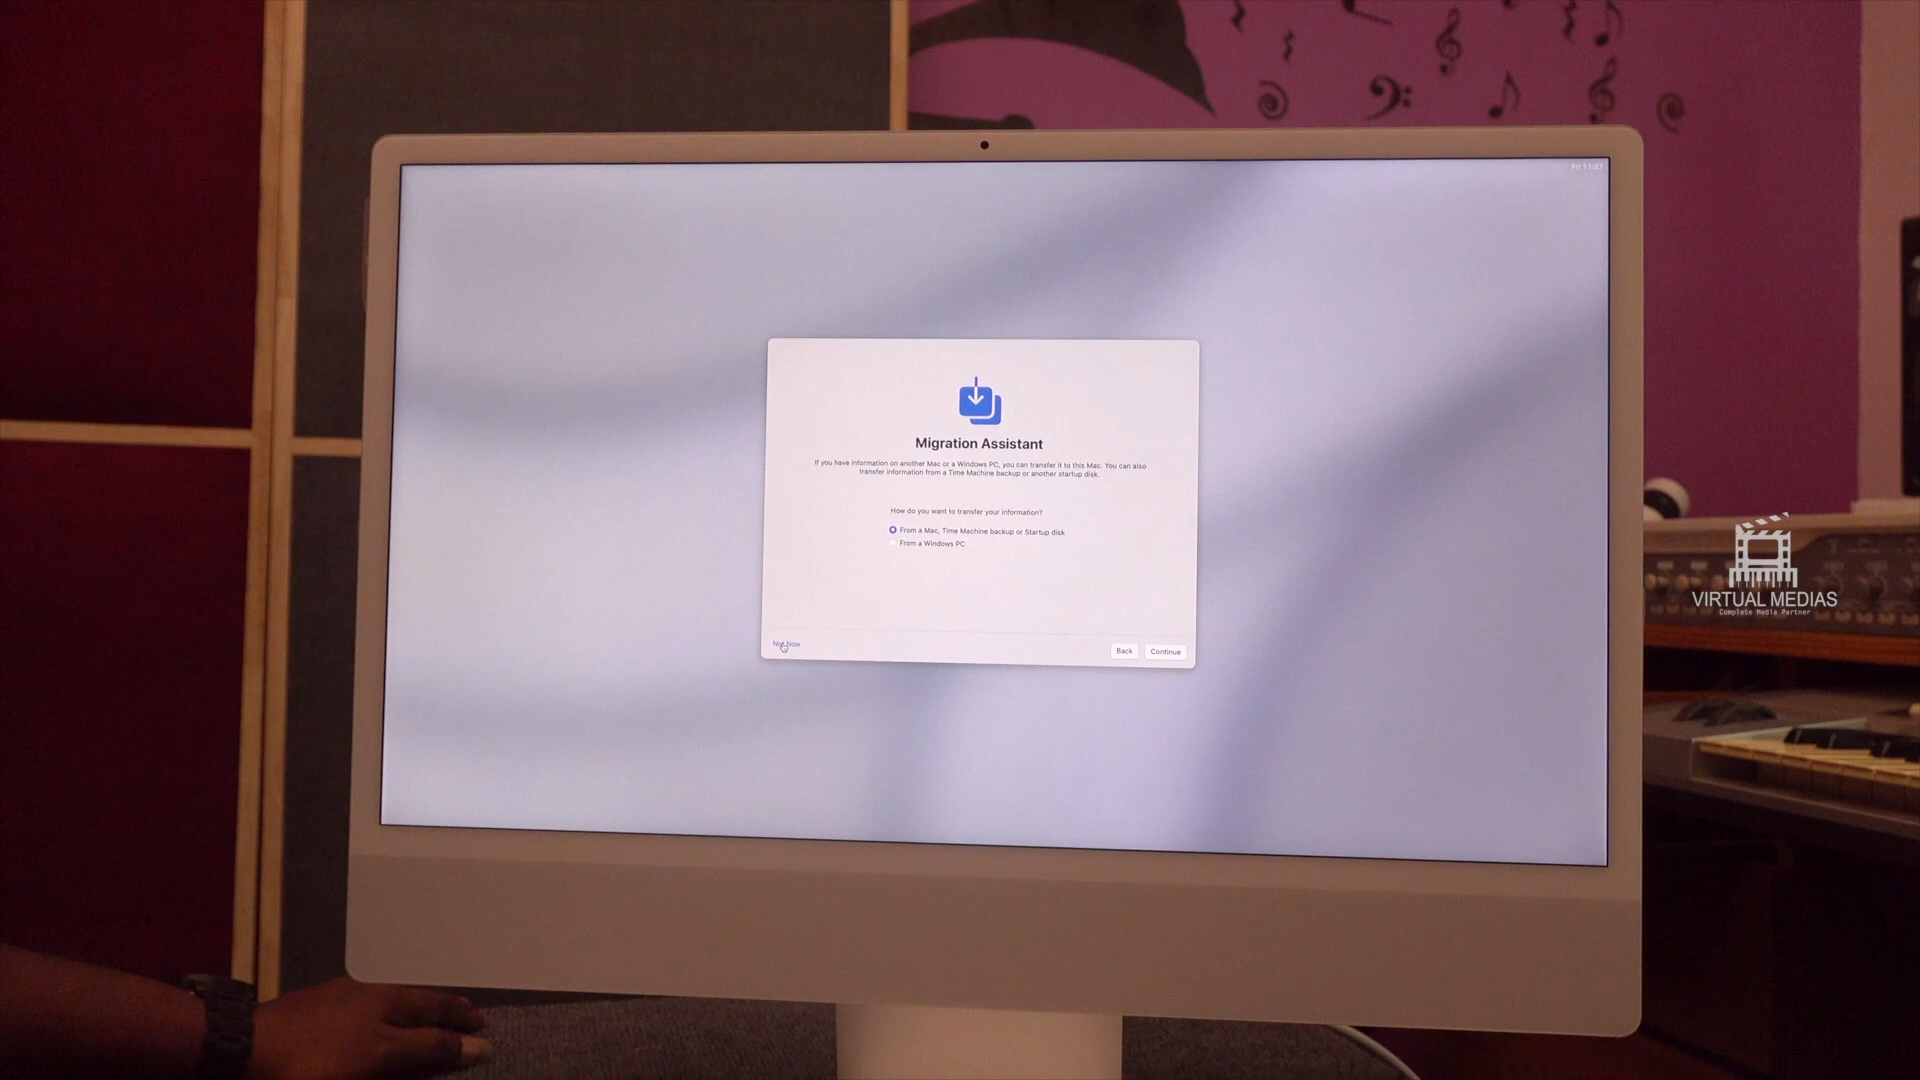 Fri 11:57
Migration Assistant
If you have information on another Mac or a Windows PC, you can transfer it to this Mac. You can also
transfer information from a Time Machine backup or another startup disk.
How do you want to transfer your information?
From a Mac, Time Machine backup or Startup disk
From a Windows PC
Not Now
Back
Continue
VIRTUAL MEDIAS
Complete Media Partner